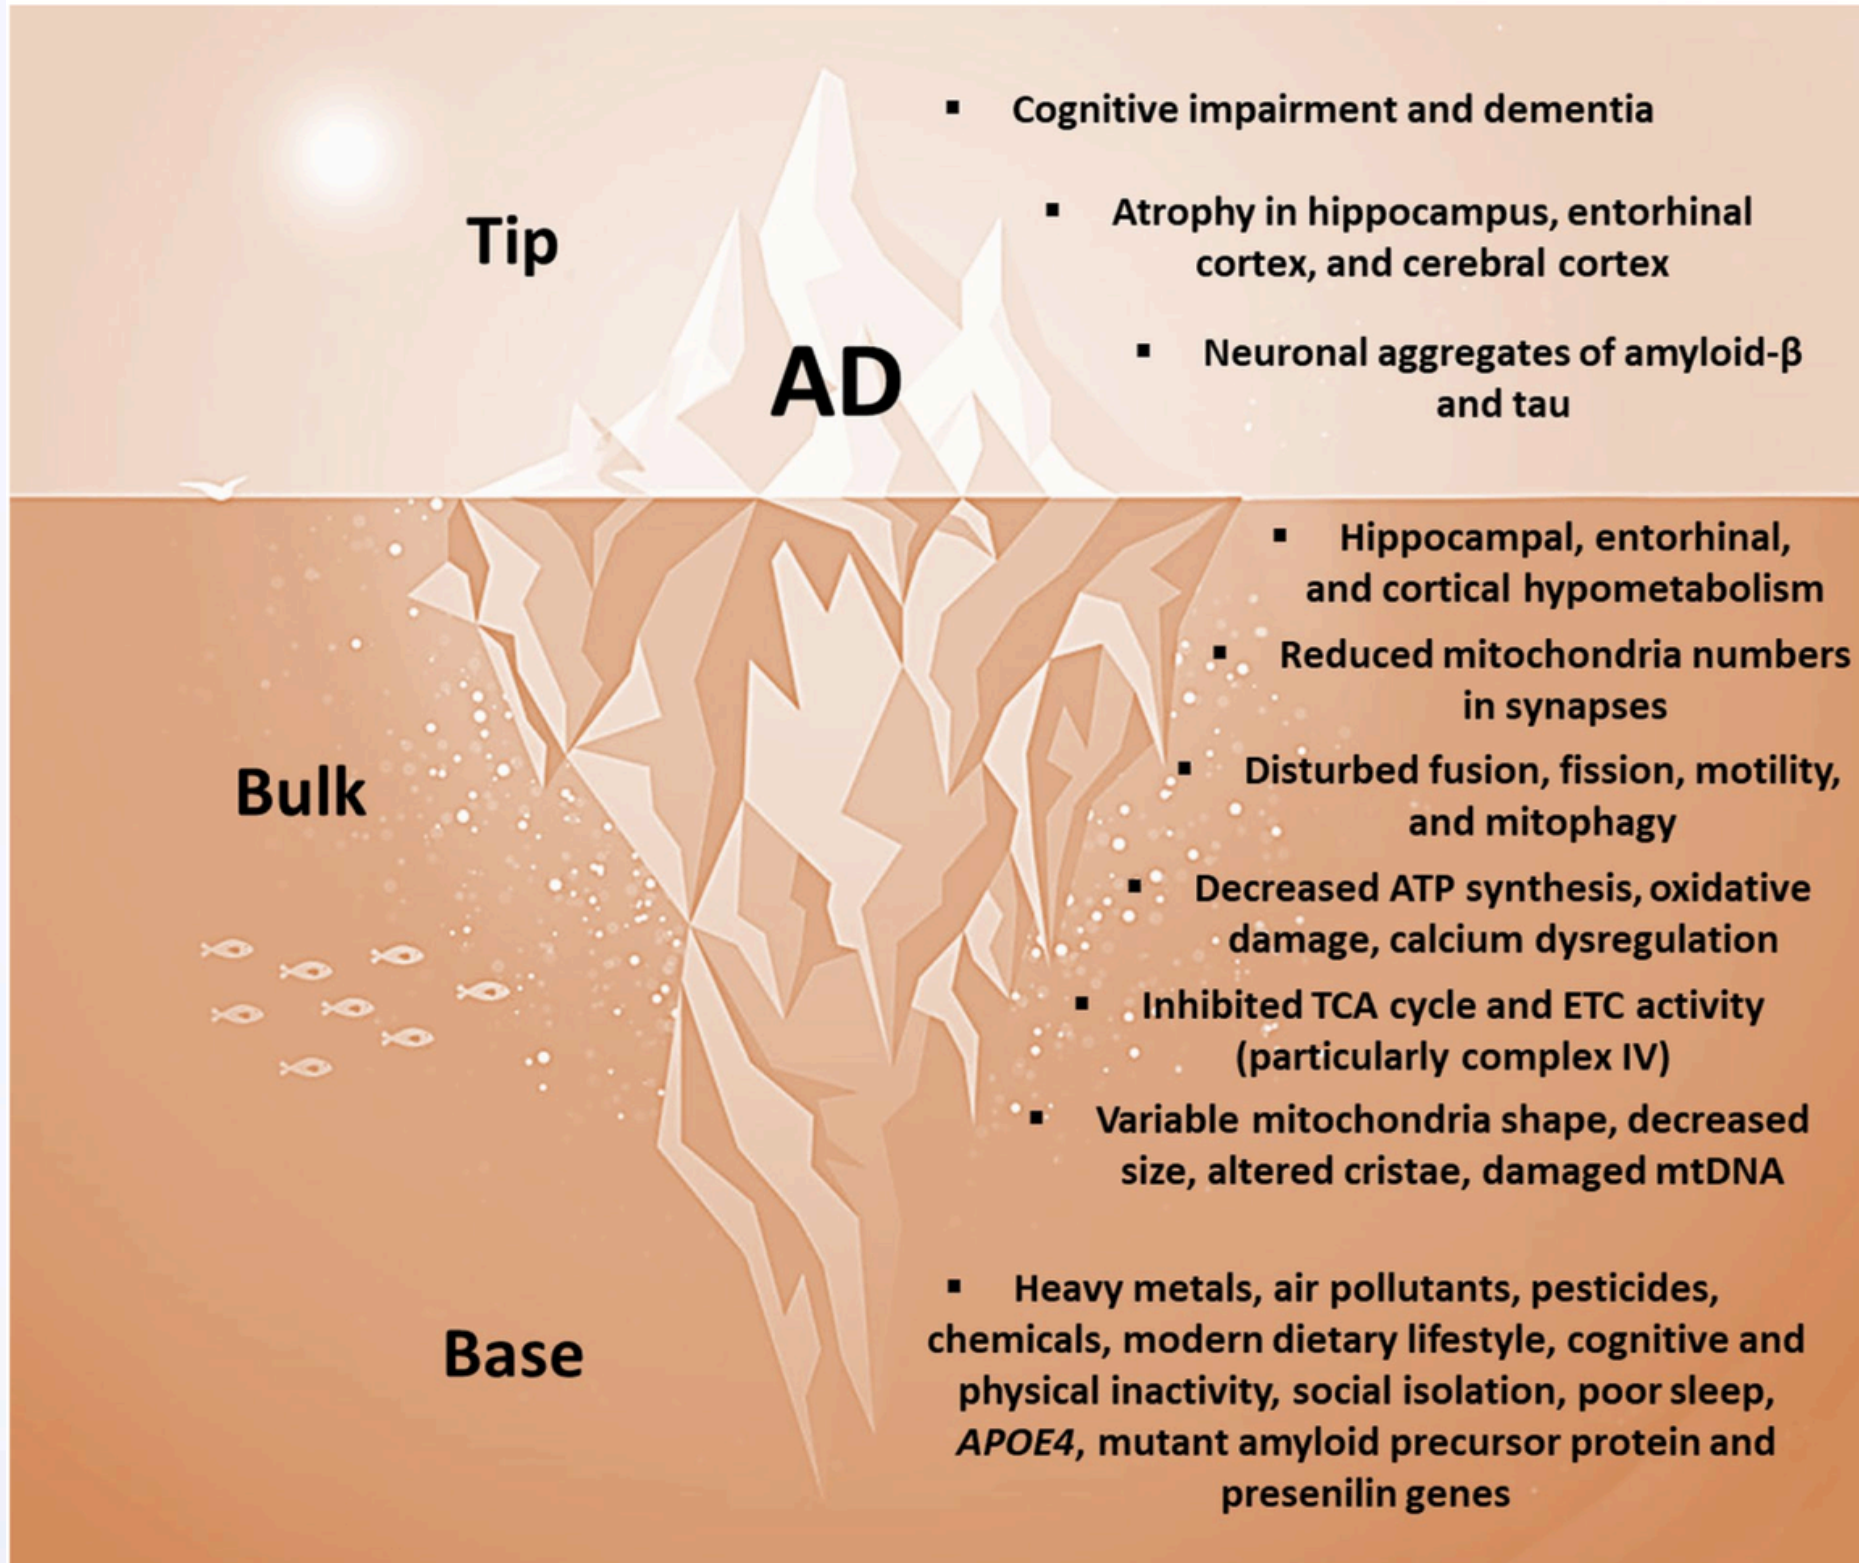 ▪ Cognitive impairment and dementia
▪ Atrophy in hippocampus, entorhinal
cortex, and cerebral cortex
Tip
▪ Neuronal aggregates of amyloid-β
and tau
AD
▪ Hippocampal, entorhinal,
and cortical hypometabolism
▪ Reduced mitochondria numbers
in synapses
▪ Disturbed fusion, fission, motility,
and mitophagy
Bulk
▪ Decreased ATP synthesis, oxidative
damage, calcium dysregulation
▪ Inhibited TCA cycle and ETC activity
(particularly complex IV)
▪ Variable mitochondria shape, decreased
size, altered cristae, damaged mtDNA
▪ Heavy metals, air pollutants, pesticides,
chemicals, modern dietary lifestyle, cognitive and
physical inactivity, social isolation, poor sleep,
APOE4, mutant amyloid precursor protein and
presenilin genes
Base